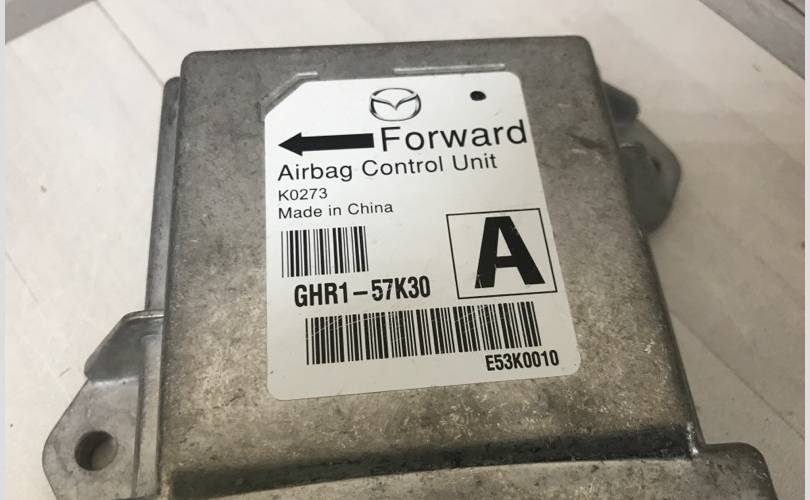 Forward
Airbag Control Unit
K0273
Made in China
A
GHR1-57K30
E53K0010